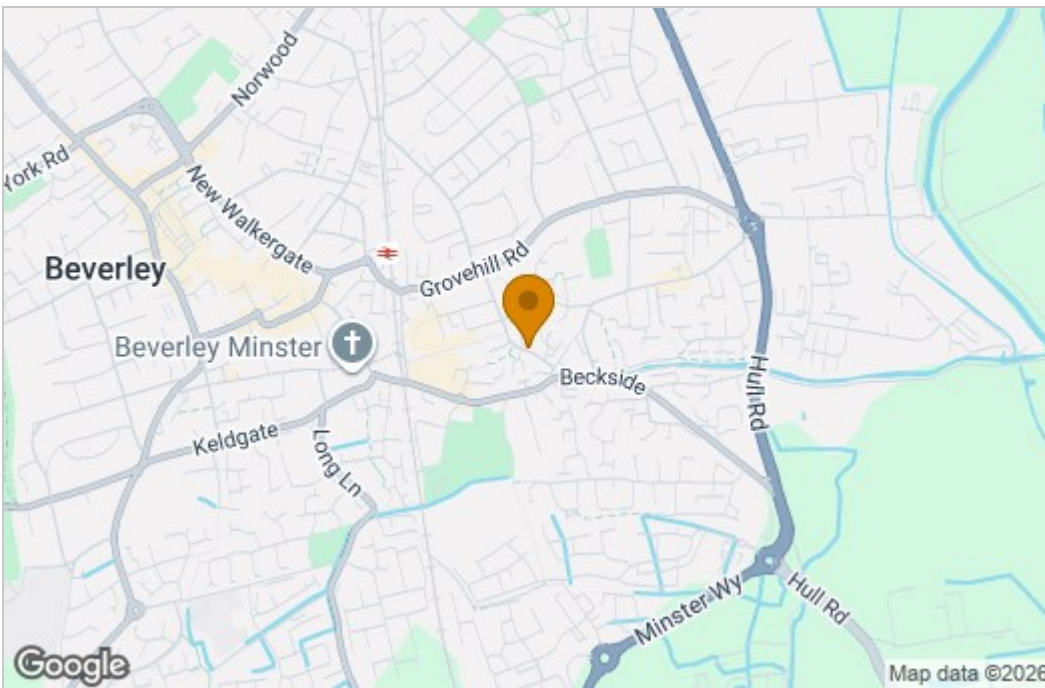 Norwood
York Rd
New Walkergate
Beverley
Grovehill Rd
Beverley Minster
Beckside
Hull Rd
Keldgate
Long Ln
Minster Wy
Hull Rd
Google
Map data ©2026